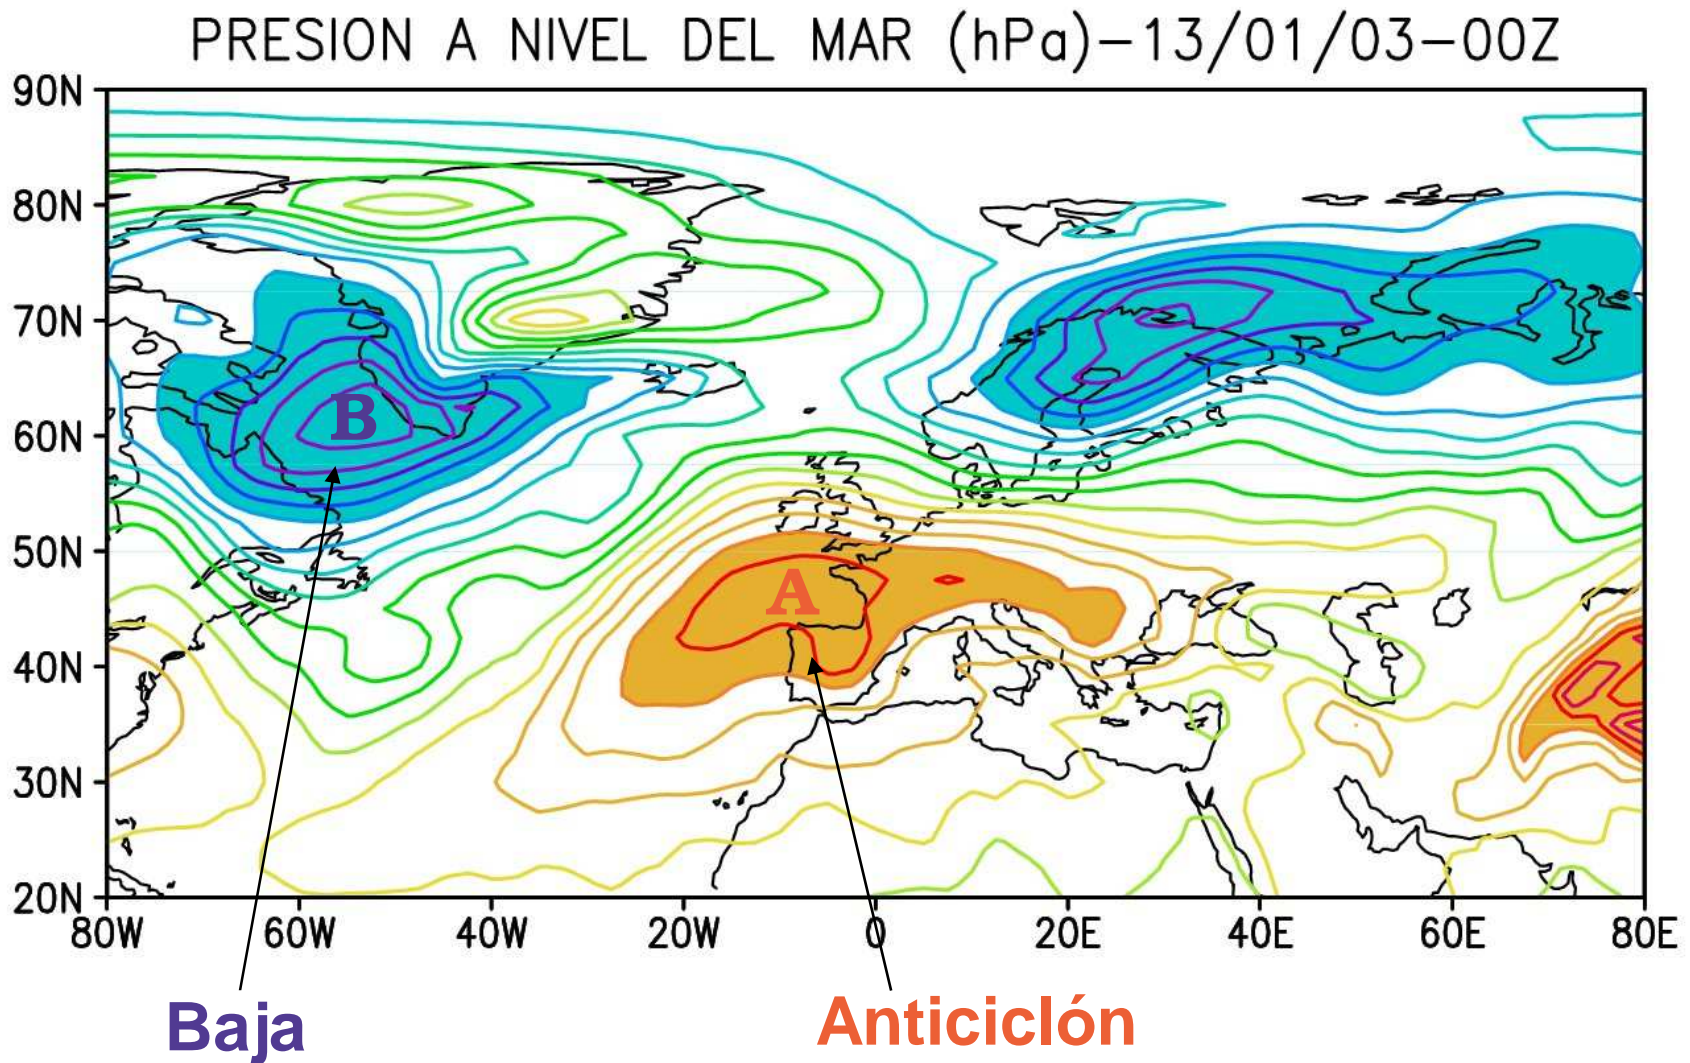 PRESION A NIVEL DEL MAR (hPa)-13/01/03-00Z
90N
80N
70N
60N
50N
40N
30N
20N
B
A
80W 60W 40W 20W 0 20E 40E 60E 80E
Baja Anticiclón